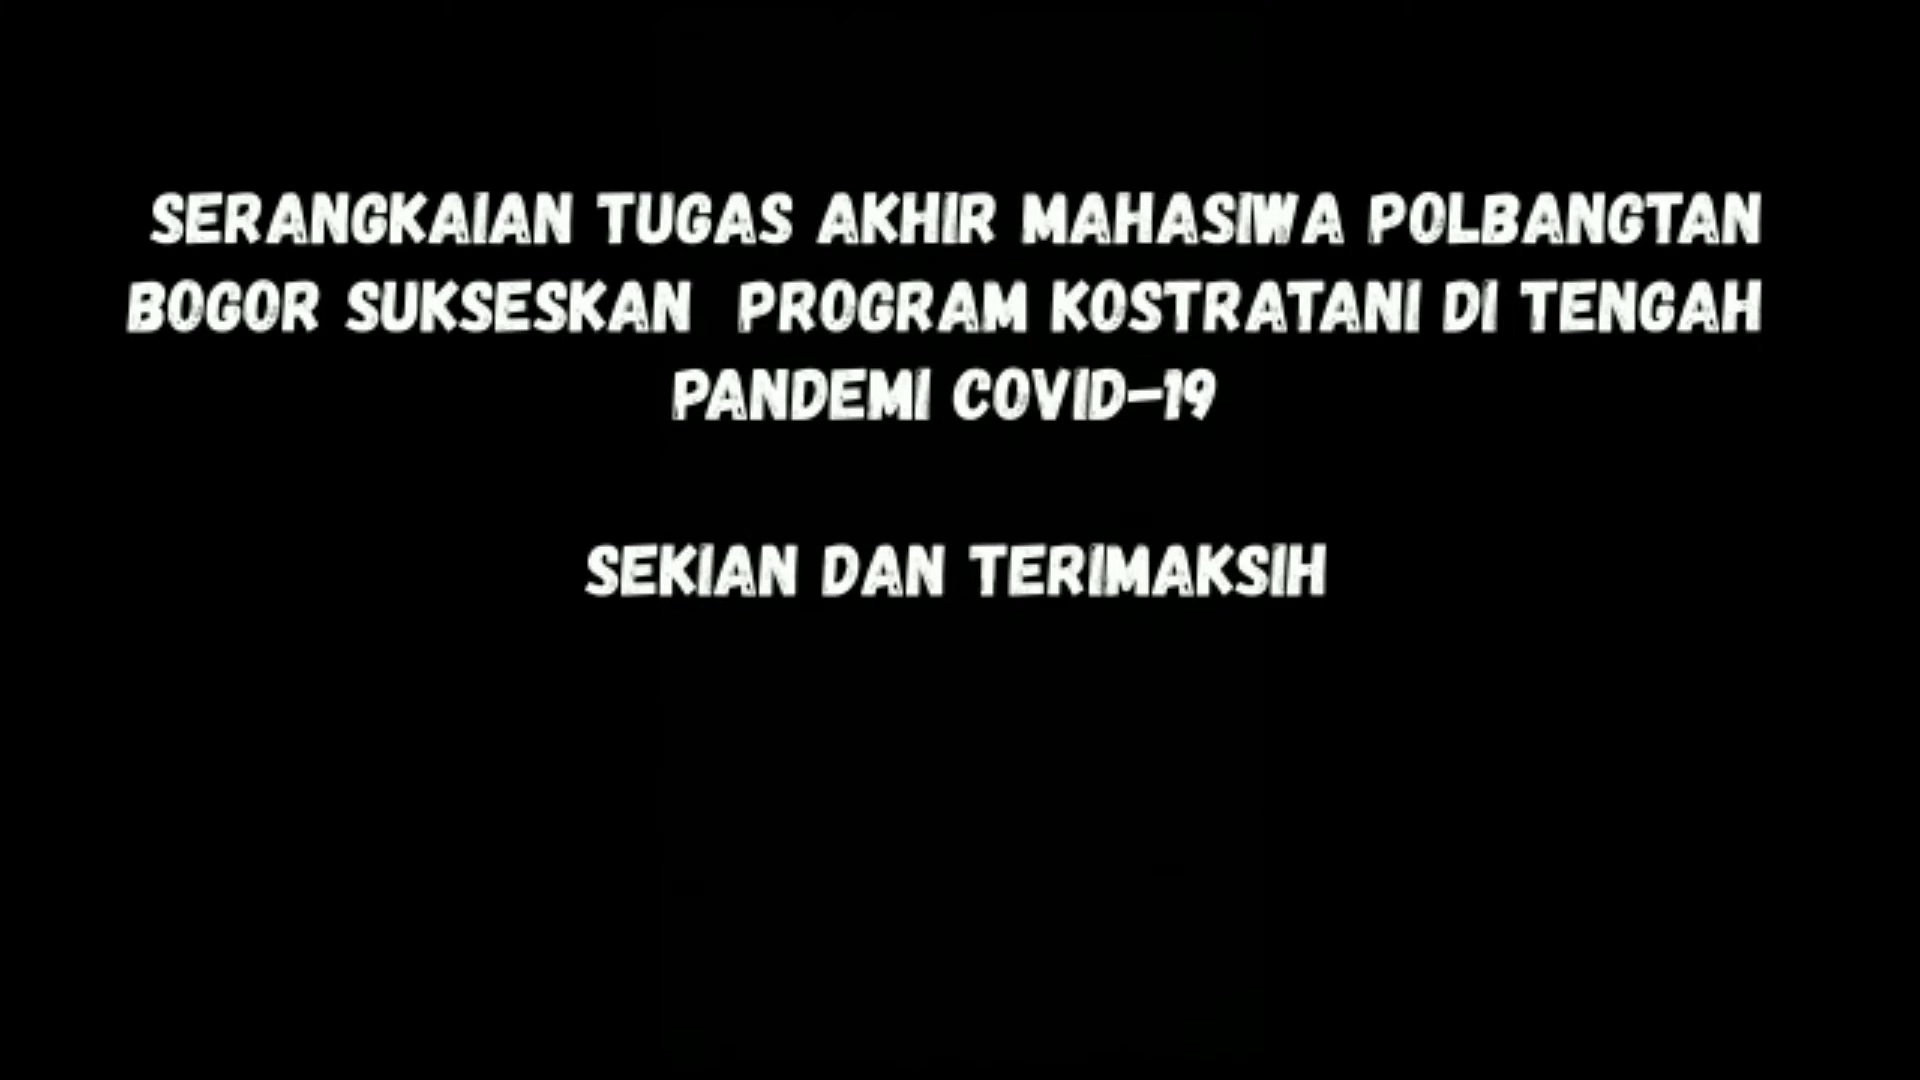 SERANGKAIAN TUGAS AKHIR MAHASIWA POLBANGTAN
BOGOR SUKSESKAN PROGRAM KOSTRATANI DI TENGAH
PANDEMI COVID-19
SEKIAN DAN TERIMAKSIH